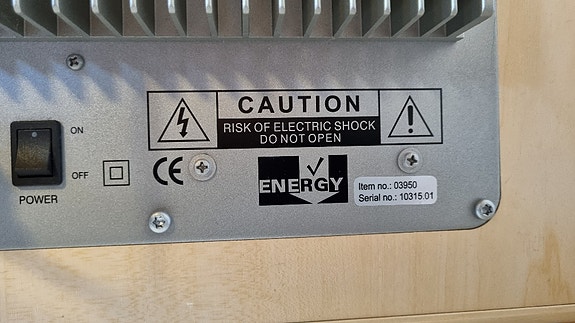 CAUTION
RISK OF ELECTRIC SHOCK
DO NOT OPEN
ON
OFF
POWER
CE
ENERGY
Item no.: 03950
Serial no.: 10315.01